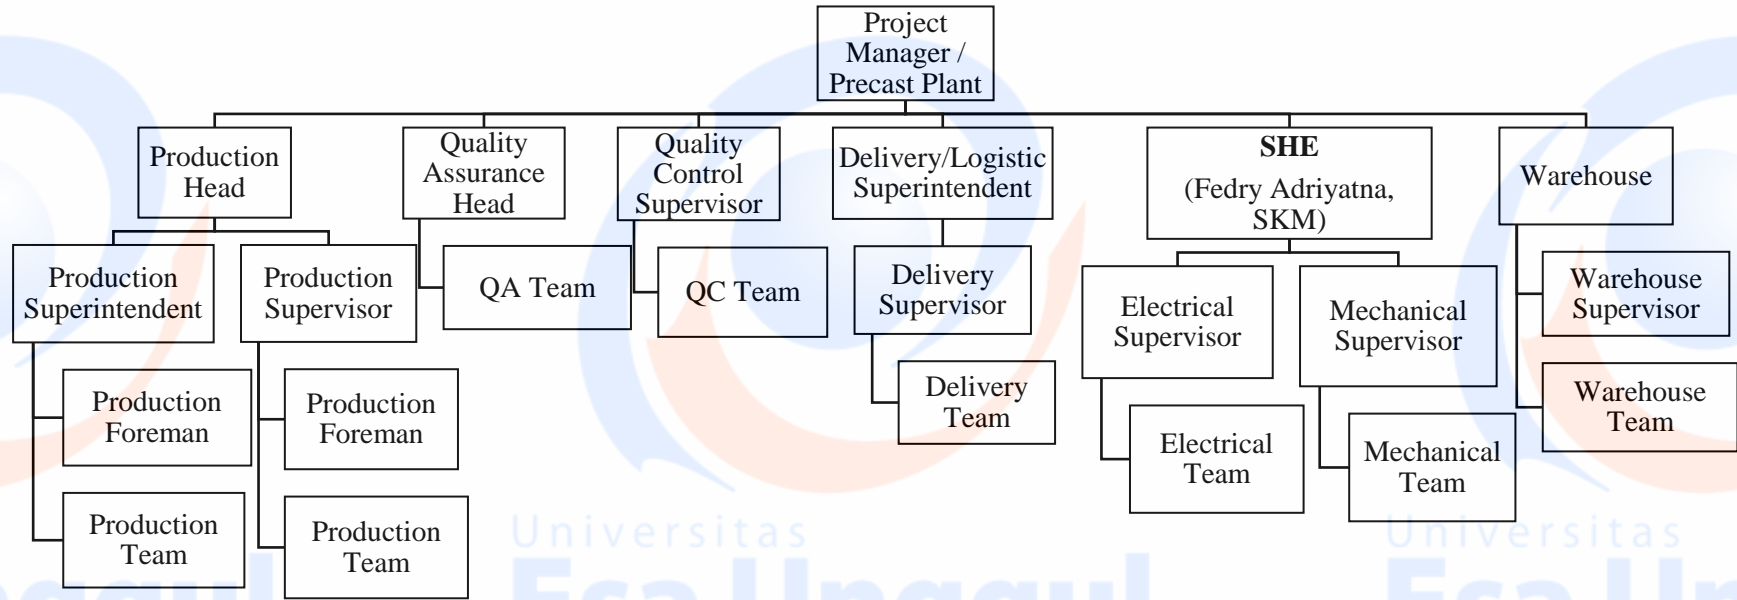 Project
Manager /
Precast Plant
Production
Head
Quality
Assurance
Head
Quality
Control
Supervisor
Delivery/Logistic
Superintendent
SHE
(Fedry Adriyatna,
SKM)
Warehouse
Production
Superintendent
Production
Supervisor
QA Team
QC Team
Delivery
Supervisor
Electrical
Supervisor
Mechanical
Supervisor
Warehouse
Supervisor
Production
Foreman
Production
Foreman
Delivery
Team
Electrical
Team
Mechanical
Team
Warehouse
Team
Production
Team
Production
Team
Universitas
Universitas
Esa Unggul